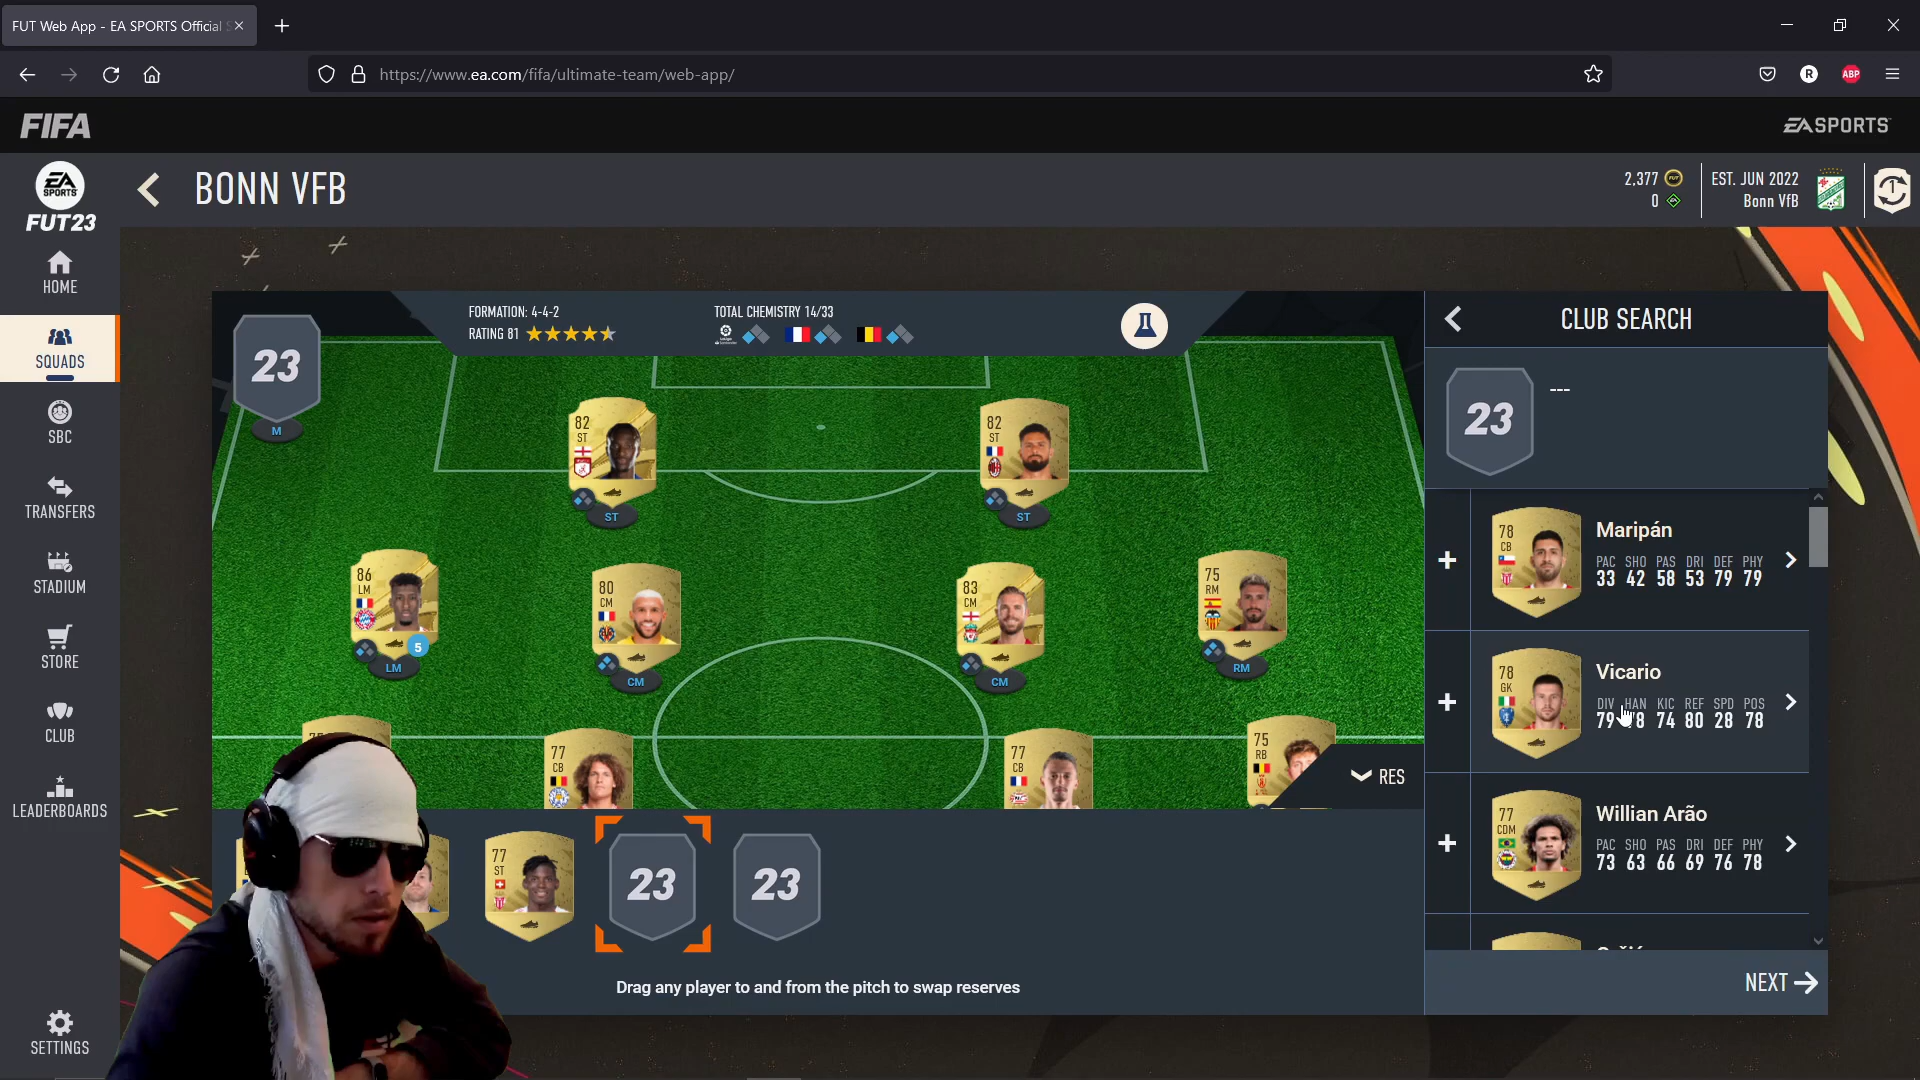 FUT Web App - EA SPORTS Official
https://www.ea.com/fifa/ultimate-team/web-app/
R
ABP
FIFA
EA SPORTS
EA
SPORTS
FUT23
BONN VFB
2,377
0
EST. JUN 2022
Bonn VfB
1
HOME
SQUADS
SBC
TRANSFERS
STADIUM
STORE
CLUB
LEADERBOARDS
SETTINGS
FORMATION: 4-4-2
RATING 81
TOTAL CHEMISTRY 14/33
23
M
82
ST
ST
82
ST
ST
86
LM
5
LM
80
CM
CM
83
CM
CM
75
RM
RM
77
CB
77
CB
75
RB
RES
77
ST
23
23
Drag any player to and from the pitch to swap reserves
CLUB SEARCH
23
---
78
CB
Maripán
PAC SHO PAS DRI DEF PHY
33 42 58 53 79 79
78
GK
Vicario
DIV HAN KIC REF SPD POS
79 78 74 80 28 78
77
CDM
Willian Arão
PAC SHO PAS DRI DEF PHY
73 63 66 69 76 78
NEXT